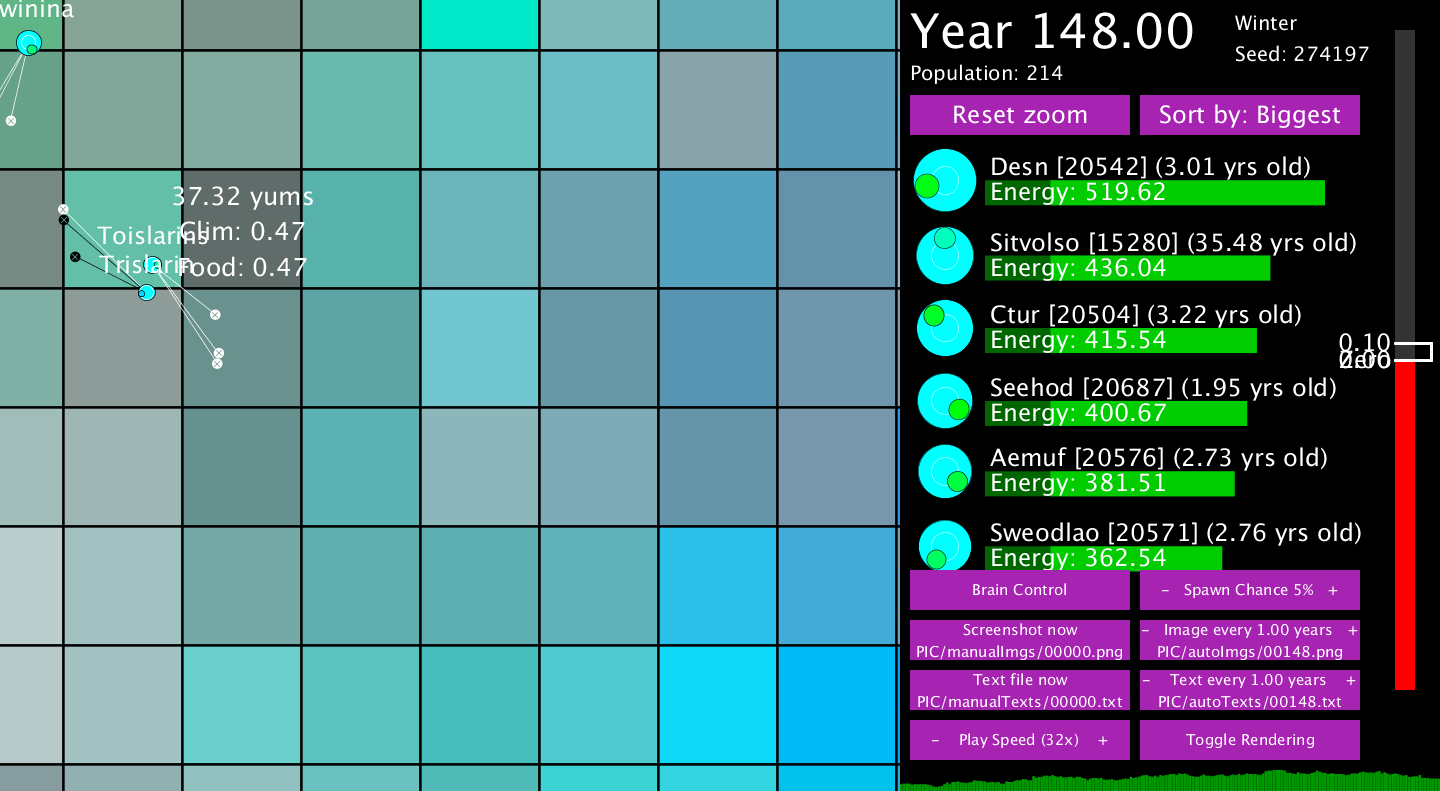 winina
37.32 yums
Toislarins
Clim: 0.47
Trislarin
Food: 0.47
Year 148.00
Winter
Seed: 274197
Population: 214
Reset zoom
Sort by: Biggest
Desn [20542] (3.01 yrs old)
Energy: 519.62
Sitvolso [15280] (35.48 yrs old)
Energy: 436.04
Ctur [20504] (3.22 yrs old)
Energy: 415.54
0.10
Zero
Seehod [20687] (1.95 yrs old)
Energy: 400.67
Aemuf [20576] (2.73 yrs old)
Energy: 381.51
Sweodlao [20571] (2.76 yrs old)
Energy: 362.54
Brain Control
- Spawn Chance 5% +
Screenshot now
PIC/manualImgs/00000.png
- Image every 1.00 years +
PIC/autoImgs/00148.png
Text file now
PIC/manualTexts/00000.txt
- Text every 1.00 years +
PIC/autoTexts/00148.txt
- Play Speed (32x) +
Toggle Rendering